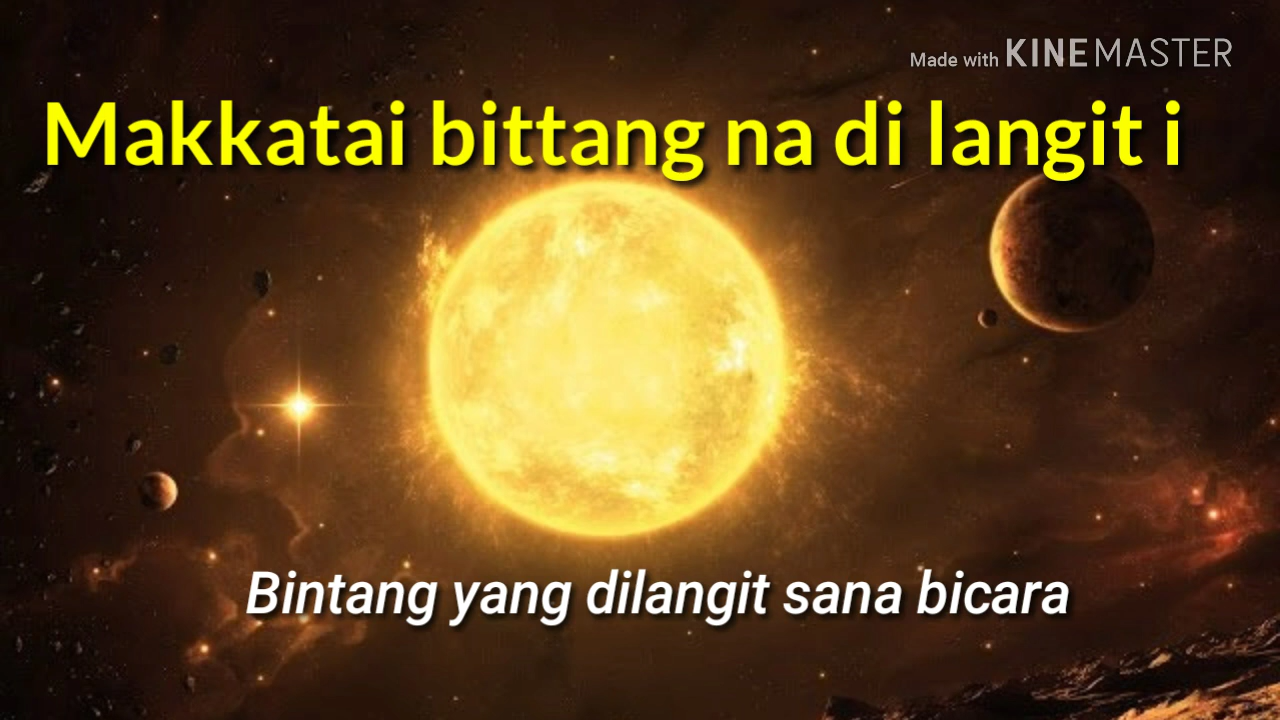 Made with KINEMASTER
Makkatai bittang na di langit i
Bintang yang dilangit sana bicara